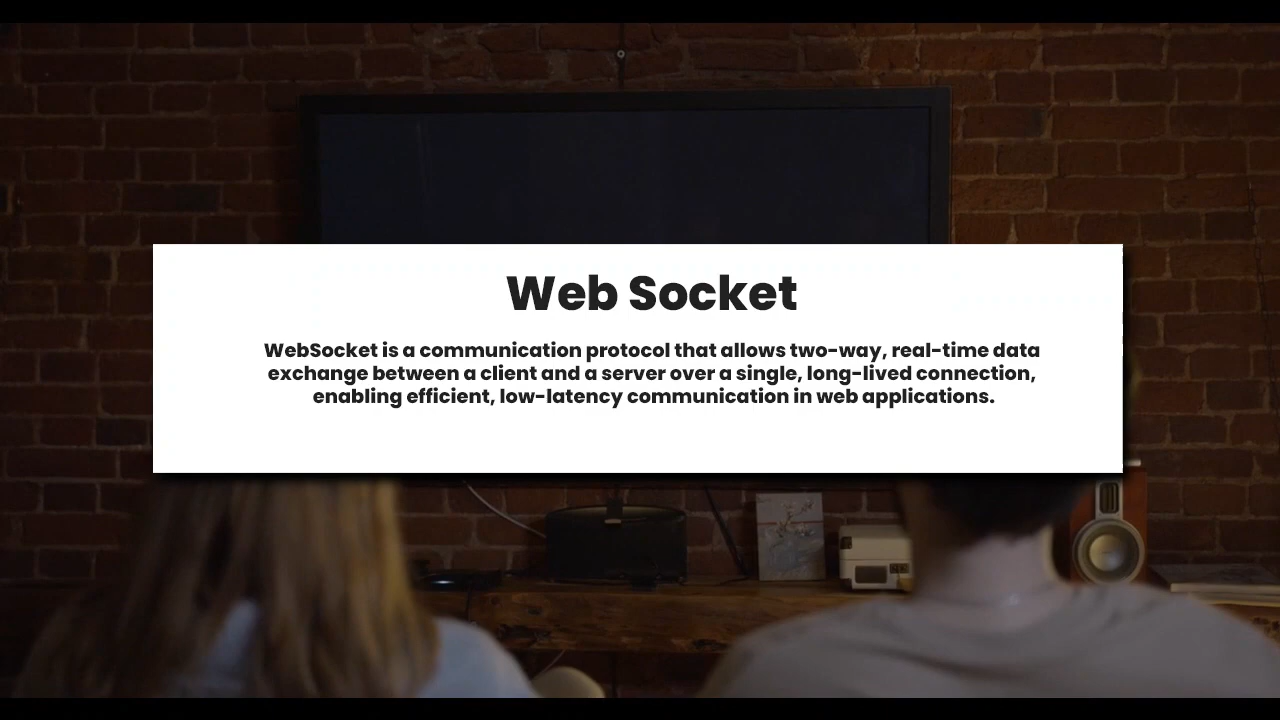 Web Socket
WebSocket is a communication protocol that allows two-way, real-time data
exchange between a client and a server over a single, long-lived connection,
enabling efficient, low-latency communication in web applications.